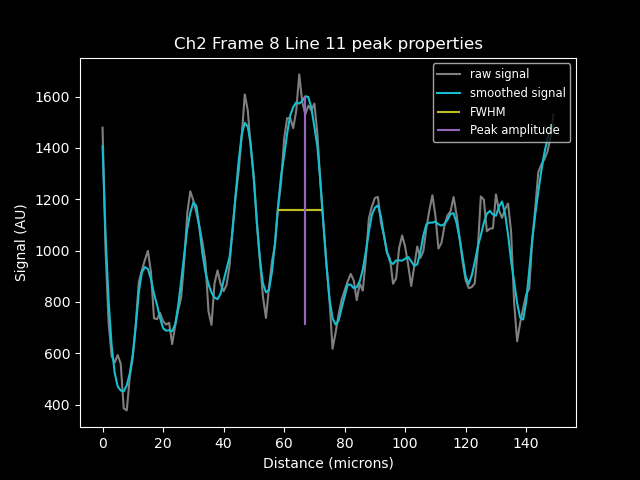 Ch2 Frame 8 Line 11 peak properties
raw signal
smoothed signal
FWHM
Peak amplitude
Signal (AU)
1600
1400
1200
1000
800
600
400
0 20 40 60 80 100 120 140
Distance (microns)